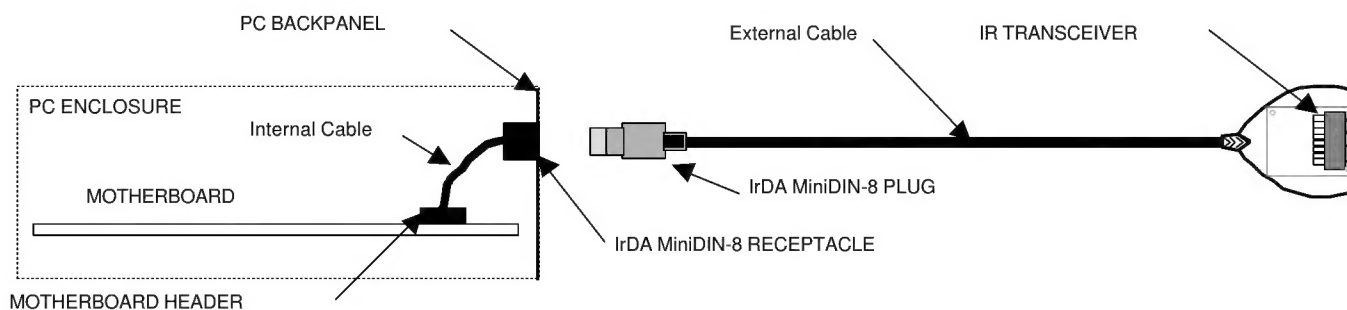 PC BACKPANEL
External Cable
IR TRANSCEIVER
PC ENCLOSURE
Internal Cable
IrDA MiniDIN-8 PLUG
MOTHERBOARD
IrDA MiniDIN-8 RECEPTACLE
MOTHERBOARD HEADER